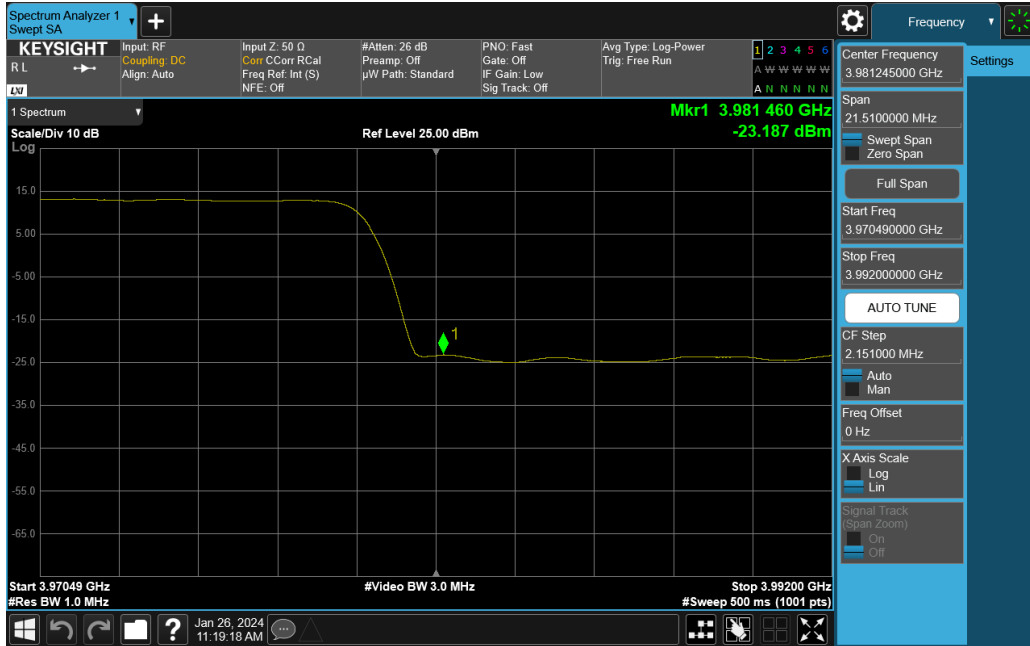 Spectrum Analyzer 1
Swept SA
Frequency
KEYSIGHT
R L
LXI
Input: RF
Coupling: DC
Align: Auto
Input Z: 50 Ω
Corr CCorr RCal
Freq Ref: Int (S)
NFE: Off
#Atten: 26 dB
Preamp: Off
µW Path: Standard
PNO: Fast
Gate: Off
IF Gain: Low
Sig Track: Off
Avg Type: Log-Power
Trig: Free Run
1 2 3 4 5 6
A W W W W W
A N N N N N
1 Spectrum
Scale/Div 10 dB
Log
Ref Level 25.00 dBm
Mkr1 3.981 460 GHz
-23.187 dBm
15.0
5.00
-5.00
-15.0
-25.0
-35.0
-45.0
-55.0
-65.0
1
Start 3.97049 GHz
#Res BW 1.0 MHz
#Video BW 3.0 MHz
Stop 3.99200 GHz
#Sweep 500 ms (1001 pts)
Center Frequency
3.981245000 GHz
Settings
Span
21.5100000 MHz
Swept Span
Zero Span
Full Span
Start Freq
3.970490000 GHz
Stop Freq
3.992000000 GHz
AUTO TUNE
CF Step
2.151000 MHz
Auto
Man
Freq Offset
0 Hz
X Axis Scale
Log
Lin
Signal Track
(Span Zoom)
On
Off
?
Jan 26, 2024
11:19:18 AM